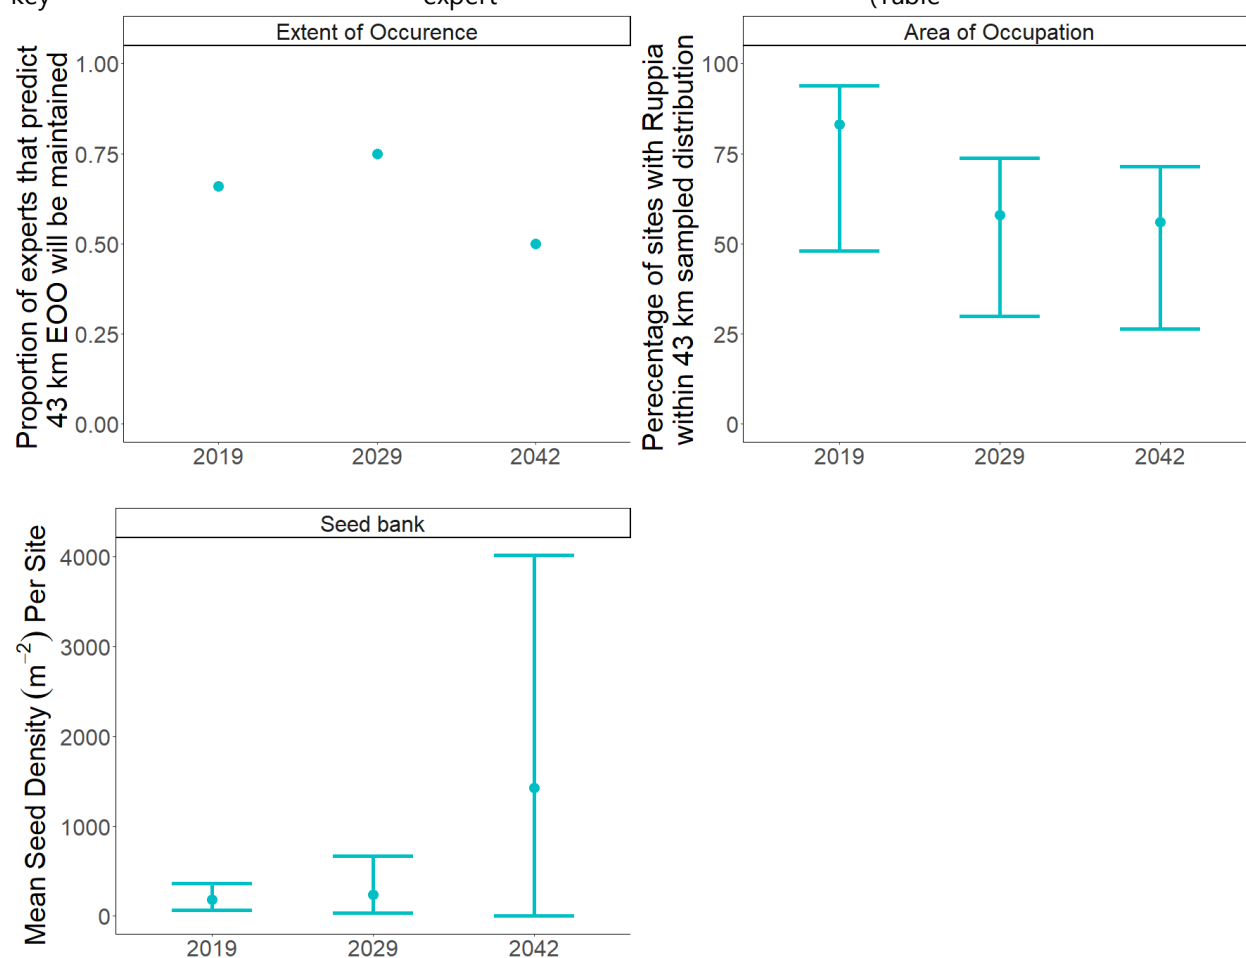 key expert (Table
Extent of Occurence
Proportion of experts that predict
43 km EOO will be maintained
1.00
0.75
0.50
0.25
0.00
2019 2029 2042
Area of Occupation
Perecentage of sites with Ruppia
within 43 km sampled distribution
100
75
50
25
0
2019 2029 2042
Seed bank
Mean Seed Density (m⁻²) Per Site
4000
3000
2000
1000
0
2019 2029 2042